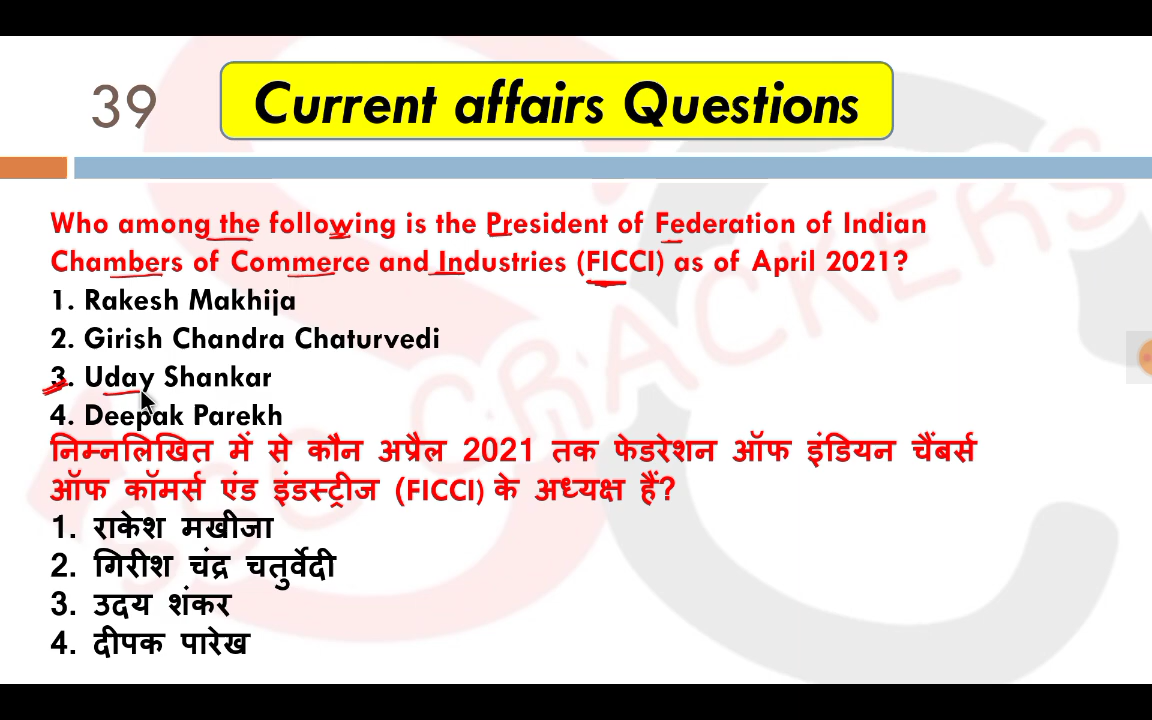 39
Current affairs Questions
Who among the following is the President of Federation of Indian
Chambers of Commerce and Industries (FICCI) as of April 2021?
1. Rakesh Makhija
2. Girish Chandra Chaturvedi
3. Uday Shankar
4. Deepak Parekh
निम्नलिखित में से कौन अप्रैल 2021 तक फेडरेशन ऑफ इंडियन चैंबर्स
ऑफ कॉमर्स एंड इंडस्ट्रीज (FICCI) के अध्यक्ष हैं?
1. राकेश मखीजा
2. गिरीश चंद्र चतुर्वेदी
3. उदय शंकर
4. दीपक पारेख
SSC CRACKERS